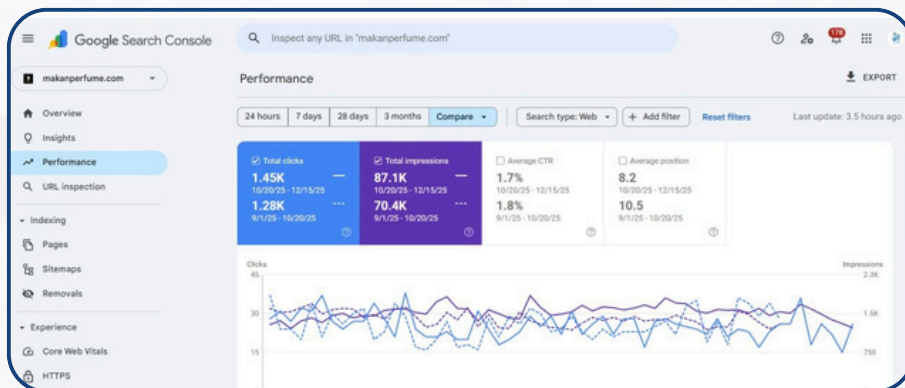 Google Search Console
Inspect any URL in "makanperfume.com"
178
makanperfume.com
Performance
EXPORT
24 hours
7 days
28 days
3 months
Compare
Search type: Web
Add filter
Reset filters
Last update: 3.5 hours ago
Overview
Insights
Performance
URL inspection
Indexing
Pages
Sitemaps
Removals
Experience
Core Web Vitals
HTTPS
Total clicks
1.45K
10/20/25 - 12/15/25
1.28K
9/1/25 - 10/20/25
Total impressions
87.1K
10/20/25 - 12/15/25
70.4K
9/1/25 - 10/20/25
Average CTR
1.7%
10/20/25 - 12/15/25
1.8%
9/1/25 - 10/20/25
Average position
8.2
10/20/25 - 12/15/25
10.5
9/1/25 - 10/20/25
Clicks
Impressions
45
2.3K
30
1.5K
15
750